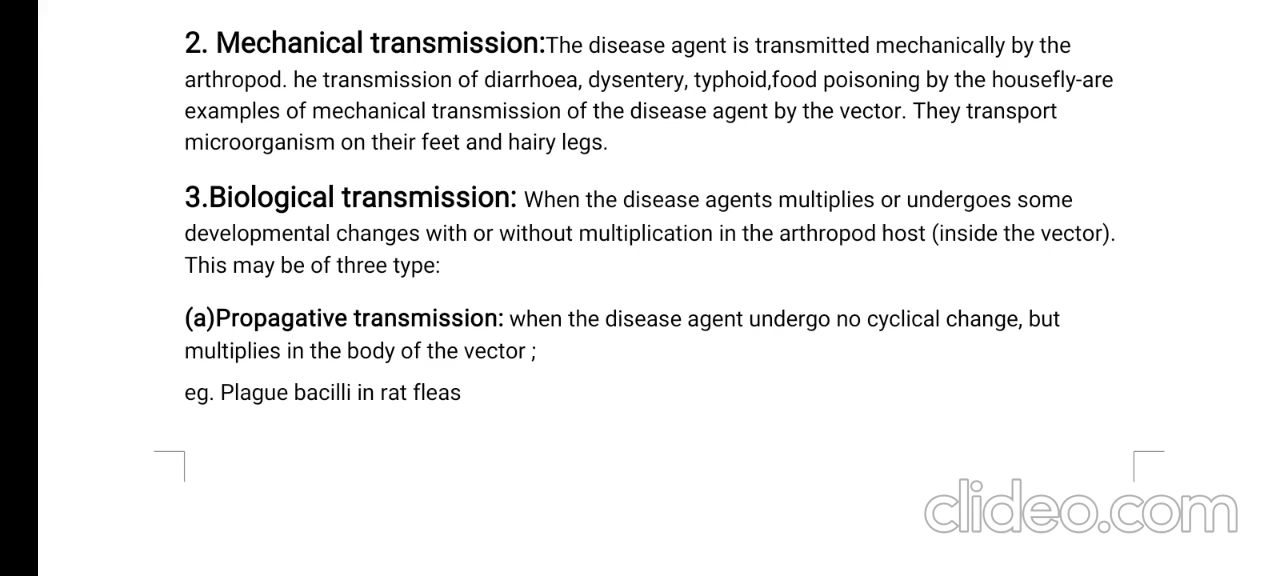 2. Mechanical transmission:The disease agent is transmitted mechanically by the
arthropod. he transmission of diarrhoea, dysentery, typhoid,food poisoning by the housefly-are
examples of mechanical transmission of the disease agent by the vector. They transport
microorganism on their feet and hairy legs.
3.Biological transmission: When the disease agents multiplies or undergoes some
developmental changes with or without multiplication in the arthropod host (inside the vector).
This may be of three type:
(a)Propagative transmission: when the disease agent undergo no cyclical change, but
multiplies in the body of the vector ;
eg. Plague bacilli in rat fleas
clideo.com